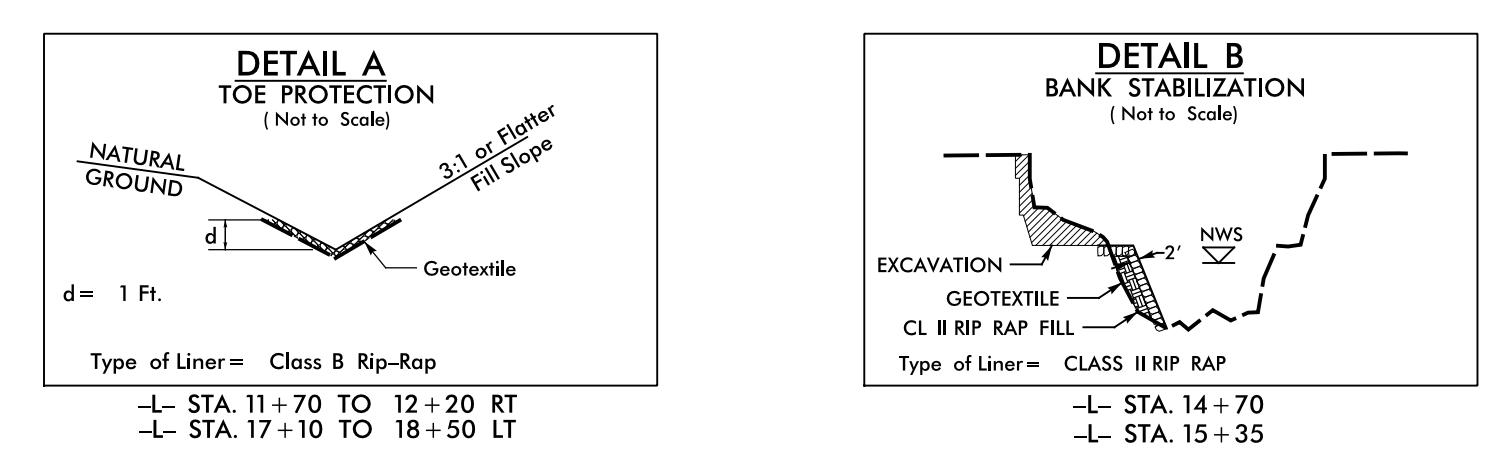 DETAIL A
TOE PROTECTION
( Not to Scale)
NATURAL
GROUND
3:1 or Flatter
Fill Slope
d
Geotextile
d= 1 Ft.
Type of Liner= Class B Rip-Rap
-L- STA. 11+70 TO 12+20 RT
-L- STA. 17+10 TO 18+50 LT
DETAIL B
BANK STABILIZATION
( Not to Scale)
NWS
2'
EXCAVATION
GEOTEXTILE
CL II RIP RAP FILL
Type of Liner= CLASS II RIP RAP
-L- STA. 14+70
-L- STA. 15+35